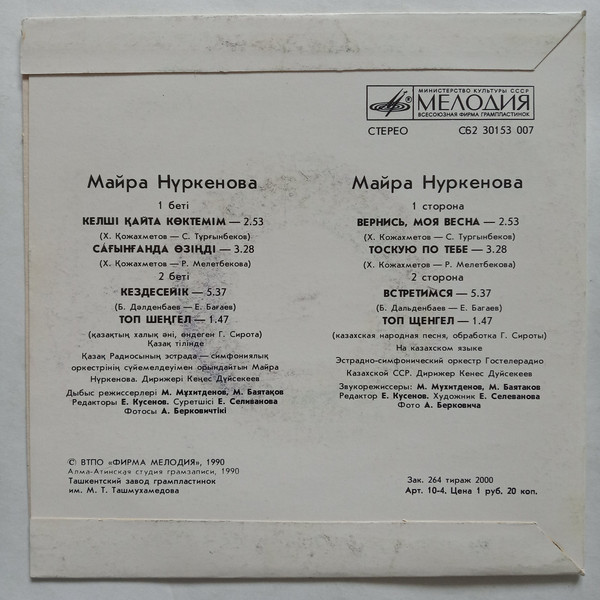 МИНИСТЕРСТВО КУЛЬТУРЫ СССР
® МЕЛОДИЯ
ВСЕСОЮЗНАЯ ФИРМА ГРАМПЛАСТИНОК
СТЕРЕО С62 30153 007
Майра Нүркенова
1 беті
КЕЛШІ ҚАЙТА КӨКТЕМІМ — 2.53
(Х. Қожахметов — С. Тұрғынбеков)
САҒЫНҒАНДА ӨЗІҢДІ — 3.28
(Х. Қожахметов — Р. Мелетбекова)
2 беті
КЕЗДЕСЕЙІК — 5.37
(Б. Дәлденбаев — Е. Бағаев)
ТОП ШЕҢГЕЛ — 1.47
(қазақтың халық әні, өңдеген Г. Сирота)
Қазақ тілінде
Қазақ Радиосының эстрада — симфониялық
оркестрінің сүйемелдеуімен орындайтын Майра
Нүркенова. Дирижері Кеңес Дүйсекеев
Дыбыс режиссерлері М. Мұхитденов, М. Баятақов
Редакторы Е. Кусенов. Суретшісі Е. Селиванова
Фотосы А. Берковичтікі
Майра Нуркенова
1 сторона
ВЕРНИСЬ, МОЯ ВЕСНА — 2.53
(Х. Кожахметов — С. Тургынбеков)
ТОСКУЮ ПО ТЕБЕ — 3.28
(Х. Кожахметов — Р. Мелетбекова)
2 сторона
ВСТРЕТИМСЯ — 5.37
(Б. Дальденбаев — Е. Багаев)
ТОП ЩЕНГЕЛ — 1.47
(казахская народная песня, обработка Г. Сироты)
На казахском языке
Эстрадно-симфонический оркестр Гостелерадио
Казахской ССР. Дирижер Кенес Дуйсекеев
Звукорежиссеры: М. Мухитденов, М. Баятаков
Редактор Е. Кусенов. Художник Е. Селеванова
Фото А. Берковича
© ВТПО «ФИРМА МЕЛОДИЯ», 1990
Алма-Атинская студия грамзаписи, 1990
Ташкентский завод грампластинок
им. М. Т. Ташмухамедова
Зак. 264 тираж 2000
Арт. 10-4. Цена 1 руб. 20 коп.